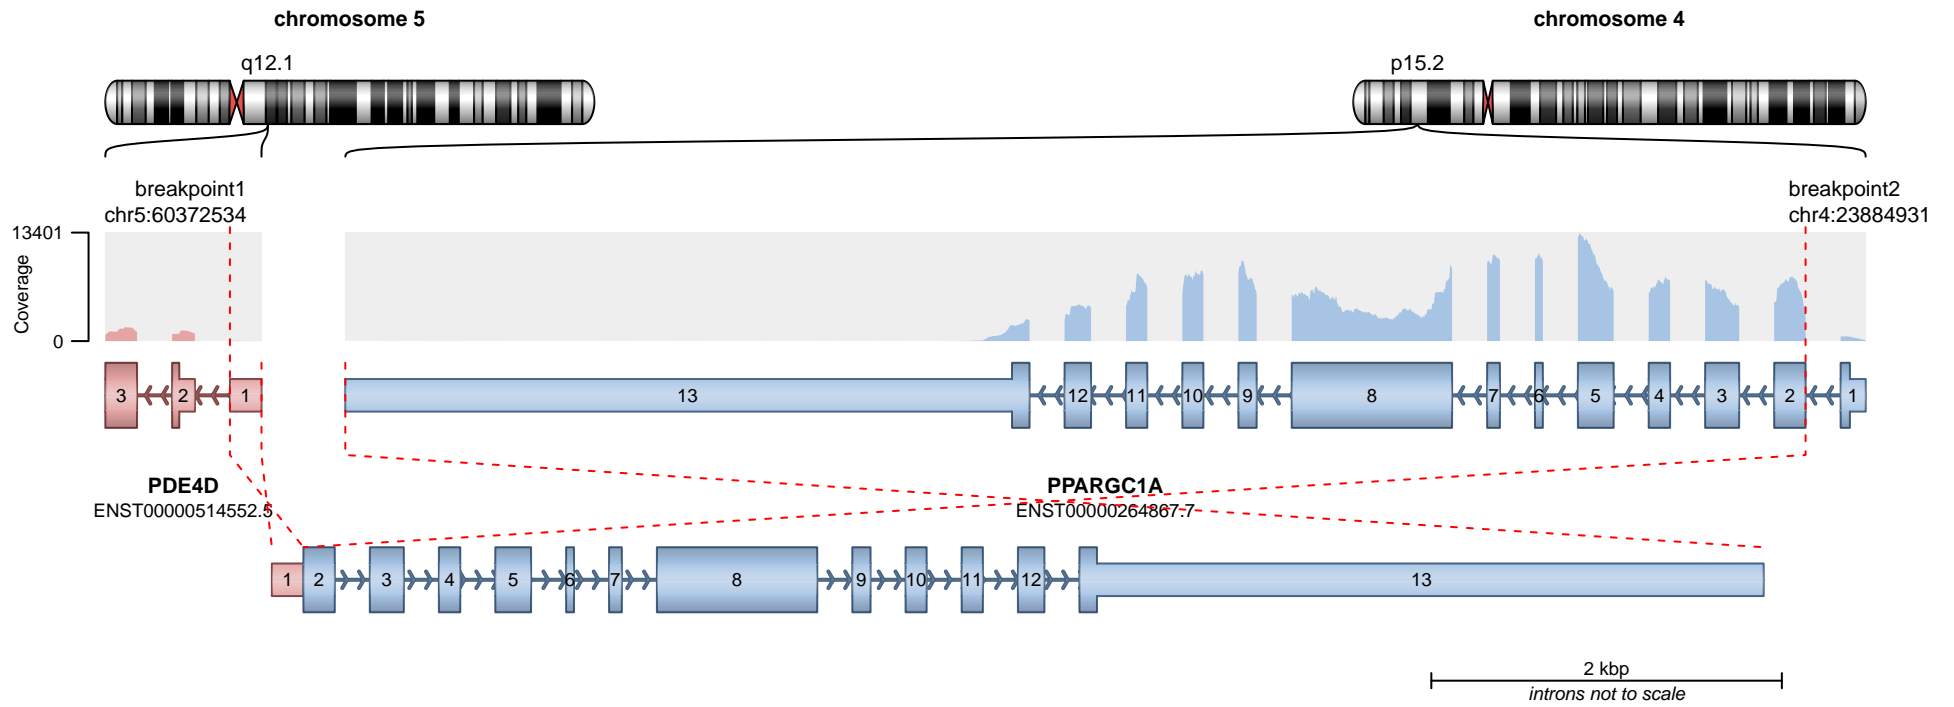 chromosome 5
chromosome 4
q12.1
p15.2
breakpoint1
chr5:60372534
breakpoint2
chr4:23884931
13401
Coverage
0
3 2 1
13 12 11 10 9 8 7 6 5 4 3 2 1
PDE4D
ENST00000514552.5
PPARGC1A
ENST00000264867.7
1 2 3 4 5 6 7 8 9 10 11 12 13
2 kbp
introns not to scale